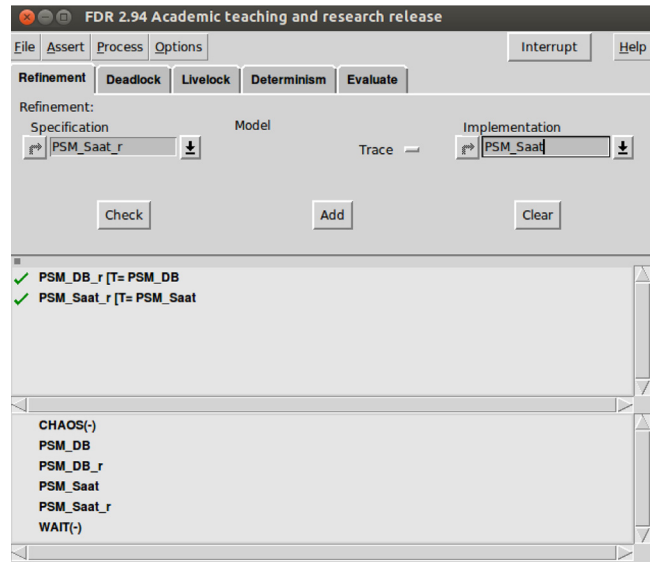 FDR 2.94 Academic teaching and research release
File Assert Process Options Interrupt Help
Refinement Deadlock Livelock Determinism Evaluate
Refinement:
Specification Model Implementation
PSM_Saat_r Trace PSM_Saat
Check Add Clear
PSM_DB_r [T= PSM_DB
PSM_Saat_r [T= PSM_Saat
CHAOS(-)
PSM_DB
PSM_DB_r
PSM_Saat
PSM_Saat_r
WAIT(-)